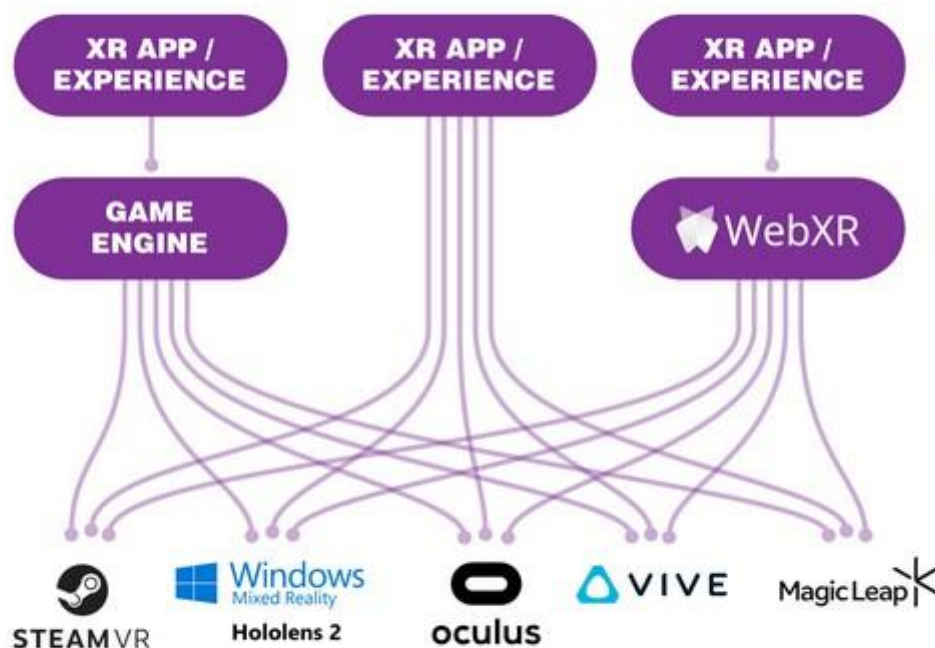 XR APP /
EXPERIENCE
XR APP /
EXPERIENCE
XR APP /
EXPERIENCE
GAME
ENGINE
WebXR
STEAMVR
Windows
Mixed Reality
Hololens 2
oculus
VIVE
MagicLeap